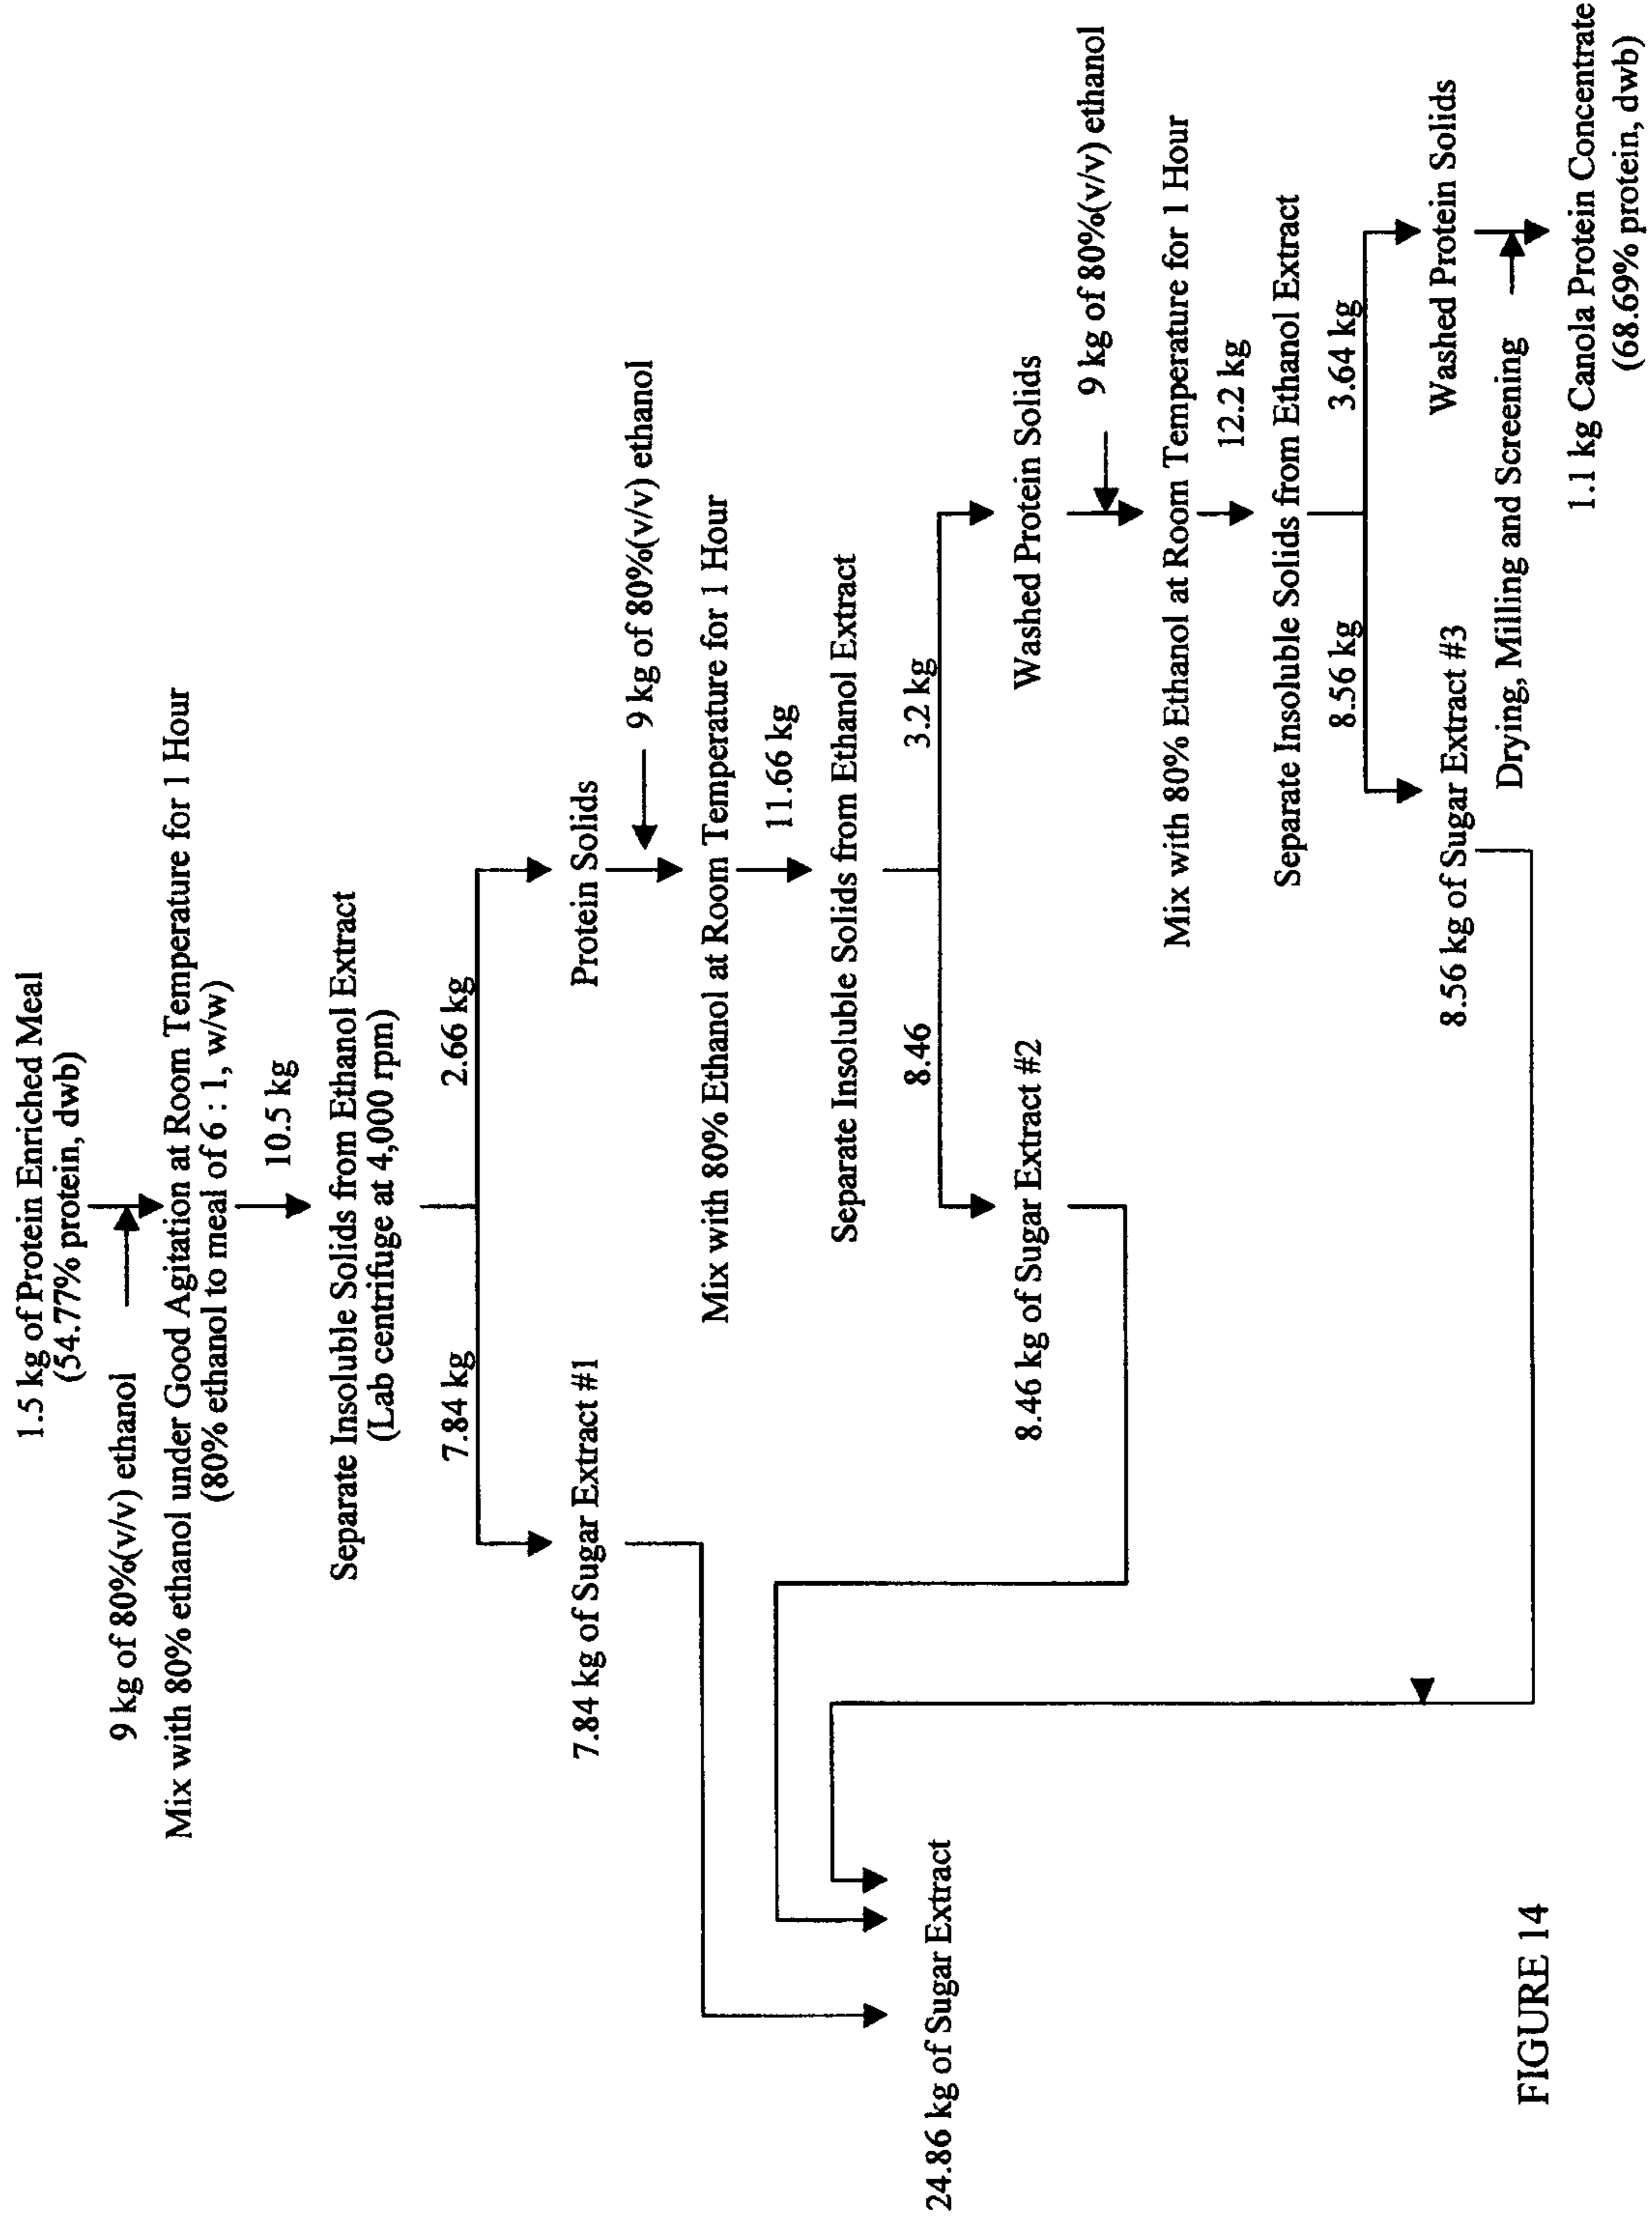 1.5 kg of Protein Enriched Meal
(54.77% protein, dwb)
9 kg of 80%(v/v) ethanol
Mix with 80% ethanol under Good Agitation at Room Temperature for 1 Hour
(80% ethanol to meal of 6 : 1, w/w)
10.5 kg
Separate Insoluble Solids from Ethanol Extract
(Lab centrifuge at 4,000 rpm)
7.84 kg
2.66 kg
7.84 kg of Sugar Extract #1
Protein Solids
9 kg of 80%(v/v) ethanol
Mix with 80% Ethanol at Room Temperature for 1 Hour
11.66 kg
Separate Insoluble Solids from Ethanol Extract
8.46
3.2 kg
24.86 kg of Sugar Extract
8.46 kg of Sugar Extract #2
Washed Protein Solids
9 kg of 80%(v/v) ethanol
Mix with 80% Ethanol at Room Temperature for 1 Hour
12.2 kg
Separate Insoluble Solids from Ethanol Extract
8.56 kg
3.64 kg
8.56 kg of Sugar Extract #3
Washed Protein Solids
Drying, Milling and Screening
1.1 kg Canola Protein Concentrate
(68.69% protein, dwb)
FIGURE 14